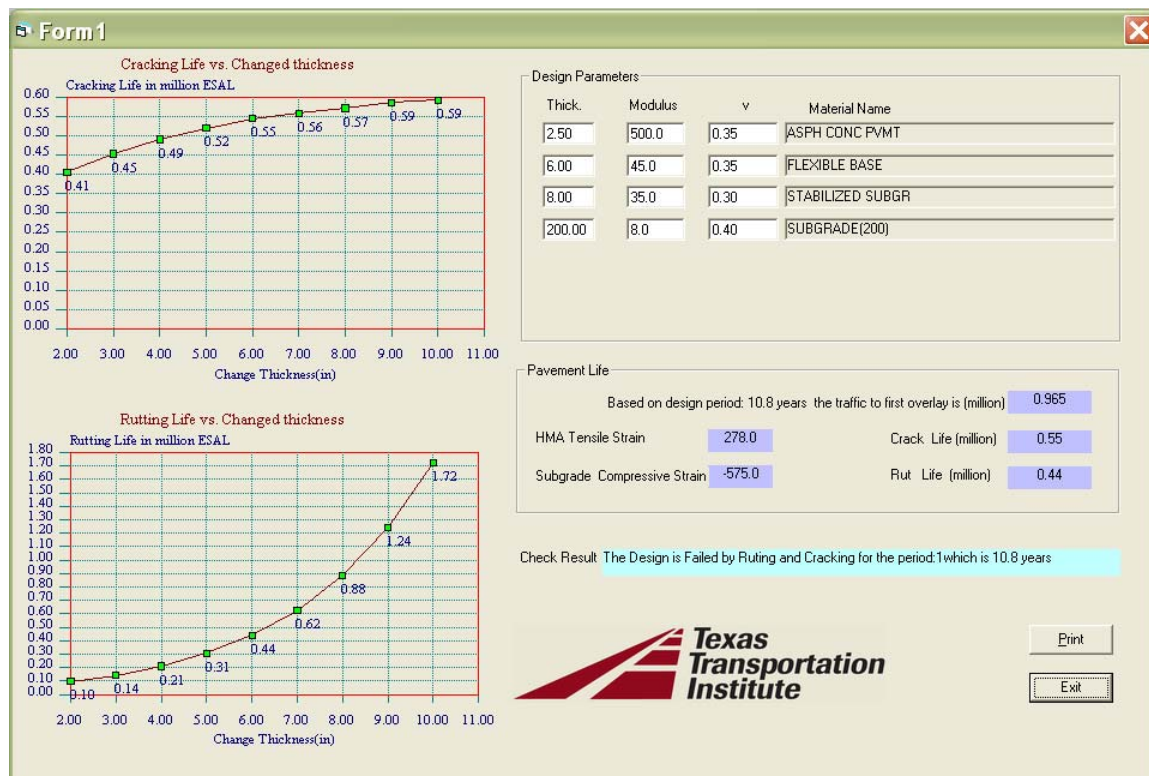 Form1
Cracking Life vs. Changed thickness
Cracking Life in million ESAL
0.60
0.55
0.50
0.45
0.40
0.35
0.30
0.25
0.20
0.15
0.10
0.05
0.00
0.41
0.45
0.49
0.52
0.55
0.56
0.57
0.59
0.59
2.00 3.00 4.00 5.00 6.00 7.00 8.00 9.00 10.00 11.00
Change Thickness(in)
Rutting Life vs. Changed thickness
Rutting Life in million ESAL
1.80
1.70
1.60
1.50
1.40
1.30
1.20
1.10
1.00
0.90
0.80
0.70
0.60
0.50
0.40
0.30
0.20
0.10
0.00
0.10
0.14
0.21
0.31
0.44
0.62
0.88
1.24
1.72
2.00 3.00 4.00 5.00 6.00 7.00 8.00 9.00 10.00 11.00
Change Thickness(in)
Design Parameters
Thick. Modulus v Material Name
2.50 500.0 0.35 ASPH CONC PVMT
6.00 45.0 0.35 FLEXIBLE BASE
8.00 35.0 0.30 STABILIZED SUBGR
200.00 8.0 0.40 SUBGRADE(200)
Pavement Life
Based on design period: 10.8 years the traffic to first overlay is (million) 0.965
HMA Tensile Strain 278.0 Crack Life (million) 0.55
Subgrade Compressive Strain -575.0 Rut Life (million) 0.44
Check Result The Design is Failed by Ruting and Cracking for the period:1which is 10.8 years
Texas
Transportation
Institute
Print
Exit